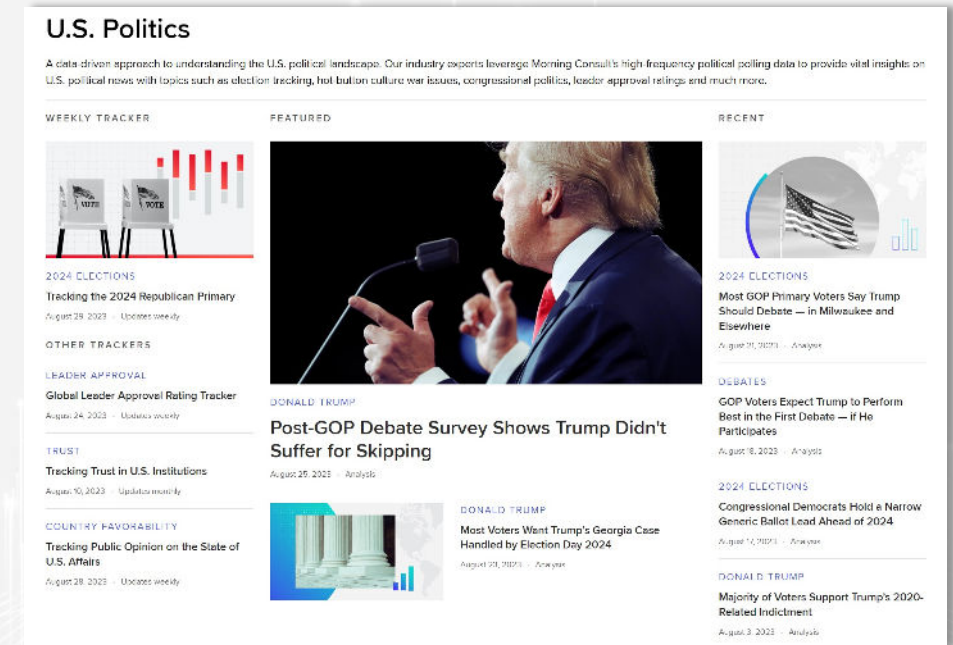 U.S. Politics
A data-driven approach to understanding the U.S. political landscape. Our industry experts leverage Morning Consult's high-frequency political polling data to provide vital insights on
U.S. political news with topics such as election tracking, hot-button culture war issues, congressional politics, leader approval ratings and much more.
WEEKLY TRACKER
VOTE
VOTE
2024 ELECTIONS
Tracking the 2024 Republican Primary
August 29, 2023 · Updates weekly
OTHER TRACKERS
LEADER APPROVAL
Global Leader Approval Rating Tracker
August 24, 2023 · Updates weekly
TRUST
Tracking Trust in U.S. Institutions
August 10, 2023 · Updates monthly
COUNTRY FAVORABILITY
Tracking Public Opinion on the State of
U.S. Affairs
August 28, 2023 · Updates weekly
FEATURED
DONALD TRUMP
Post-GOP Debate Survey Shows Trump Didn't
Suffer for Skipping
August 25, 2023 · Analysis
DONALD TRUMP
Most Voters Want Trump's Georgia Case
Handled by Election Day 2024
August 23, 2023 · Analysis
RECENT
2024 ELECTIONS
Most GOP Primary Voters Say Trump
Should Debate — in Milwaukee and
Elsewhere
August 21, 2023 · Analysis
DEBATES
GOP Voters Expect Trump to Perform
Best in the First Debate — if He
Participates
August 18, 2023 · Analysis
2024 ELECTIONS
Congressional Democrats Hold a Narrow
Generic Ballot Lead Ahead of 2024
August 17, 2023 · Analysis
DONALD TRUMP
Majority of Voters Support Trump's 2020-
Related Indictment
August 3, 2023 · Analysis